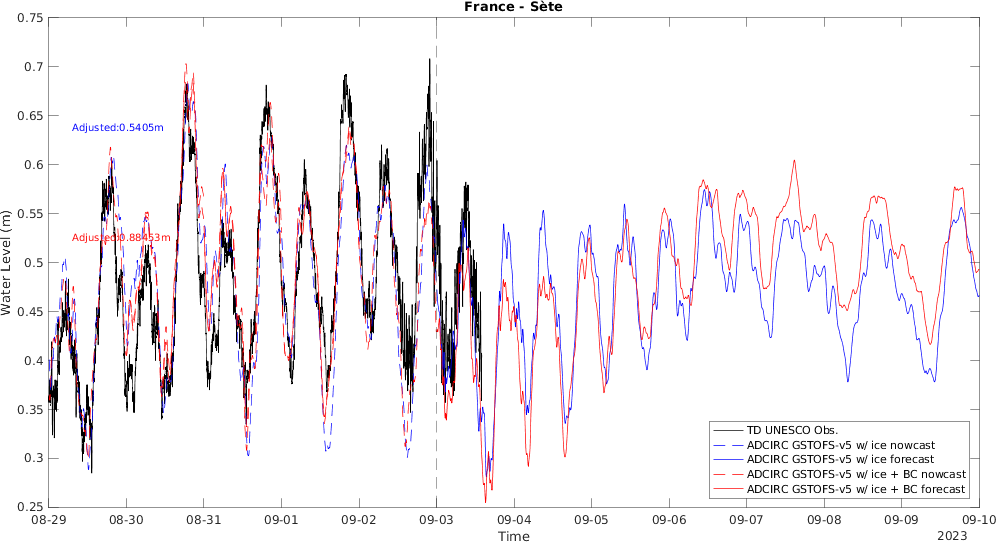 France - Sète
0.75
0.7
0.65
0.6
0.55
0.5
0.45
0.4
0.35
0.3
0.25
Water Level (m)
Adjusted:0.5405m
Adjusted:0.88453m
TD UNESCO Obs.
ADCIRC GSTOFS-v5 w/ ice nowcast
ADCIRC GSTOFS-v5 w/ ice forecast
ADCIRC GSTOFS-v5 w/ ice + BC nowcast
ADCIRC GSTOFS-v5 w/ ice + BC forecast
08-29 08-30 08-31 09-01 09-02 09-03 09-04 09-05 09-06 09-07 09-08 09-09 09-10
Time
2023